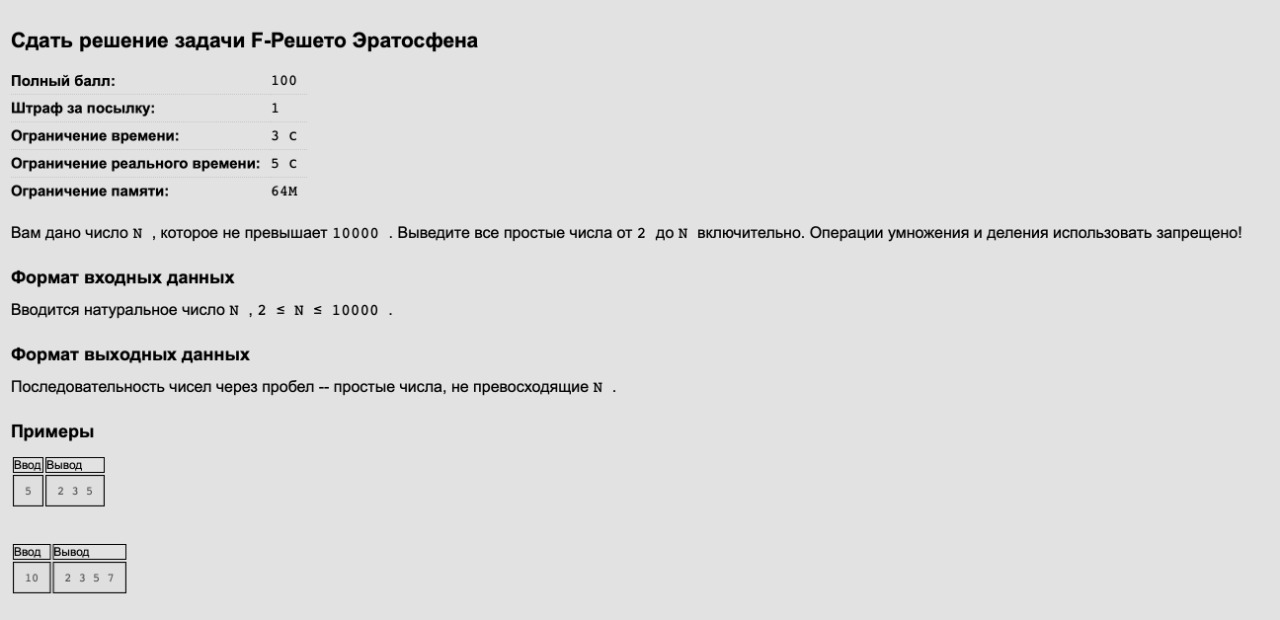 Сдать решение задачи F-Решето Эратосфена
Полный балл: 100
Штраф за посылку: 1
Ограничение времени: 3 с
Ограничение реального времени: 5 с
Ограничение памяти: 64M
Вам дано число N , которое не превышает 10000 . Выведите все простые числа от 2 до N включительно. Операции умножения и деления использовать запрещено!
Формат входных данных
Вводится натуральное число N , 2 ≤ N ≤ 10000 .
Формат выходных данных
Последовательность чисел через пробел -- простые числа, не превосходящие N .
Примеры
Ввод Вывод
5 2 3 5
Ввод Вывод
10 2 3 5 7